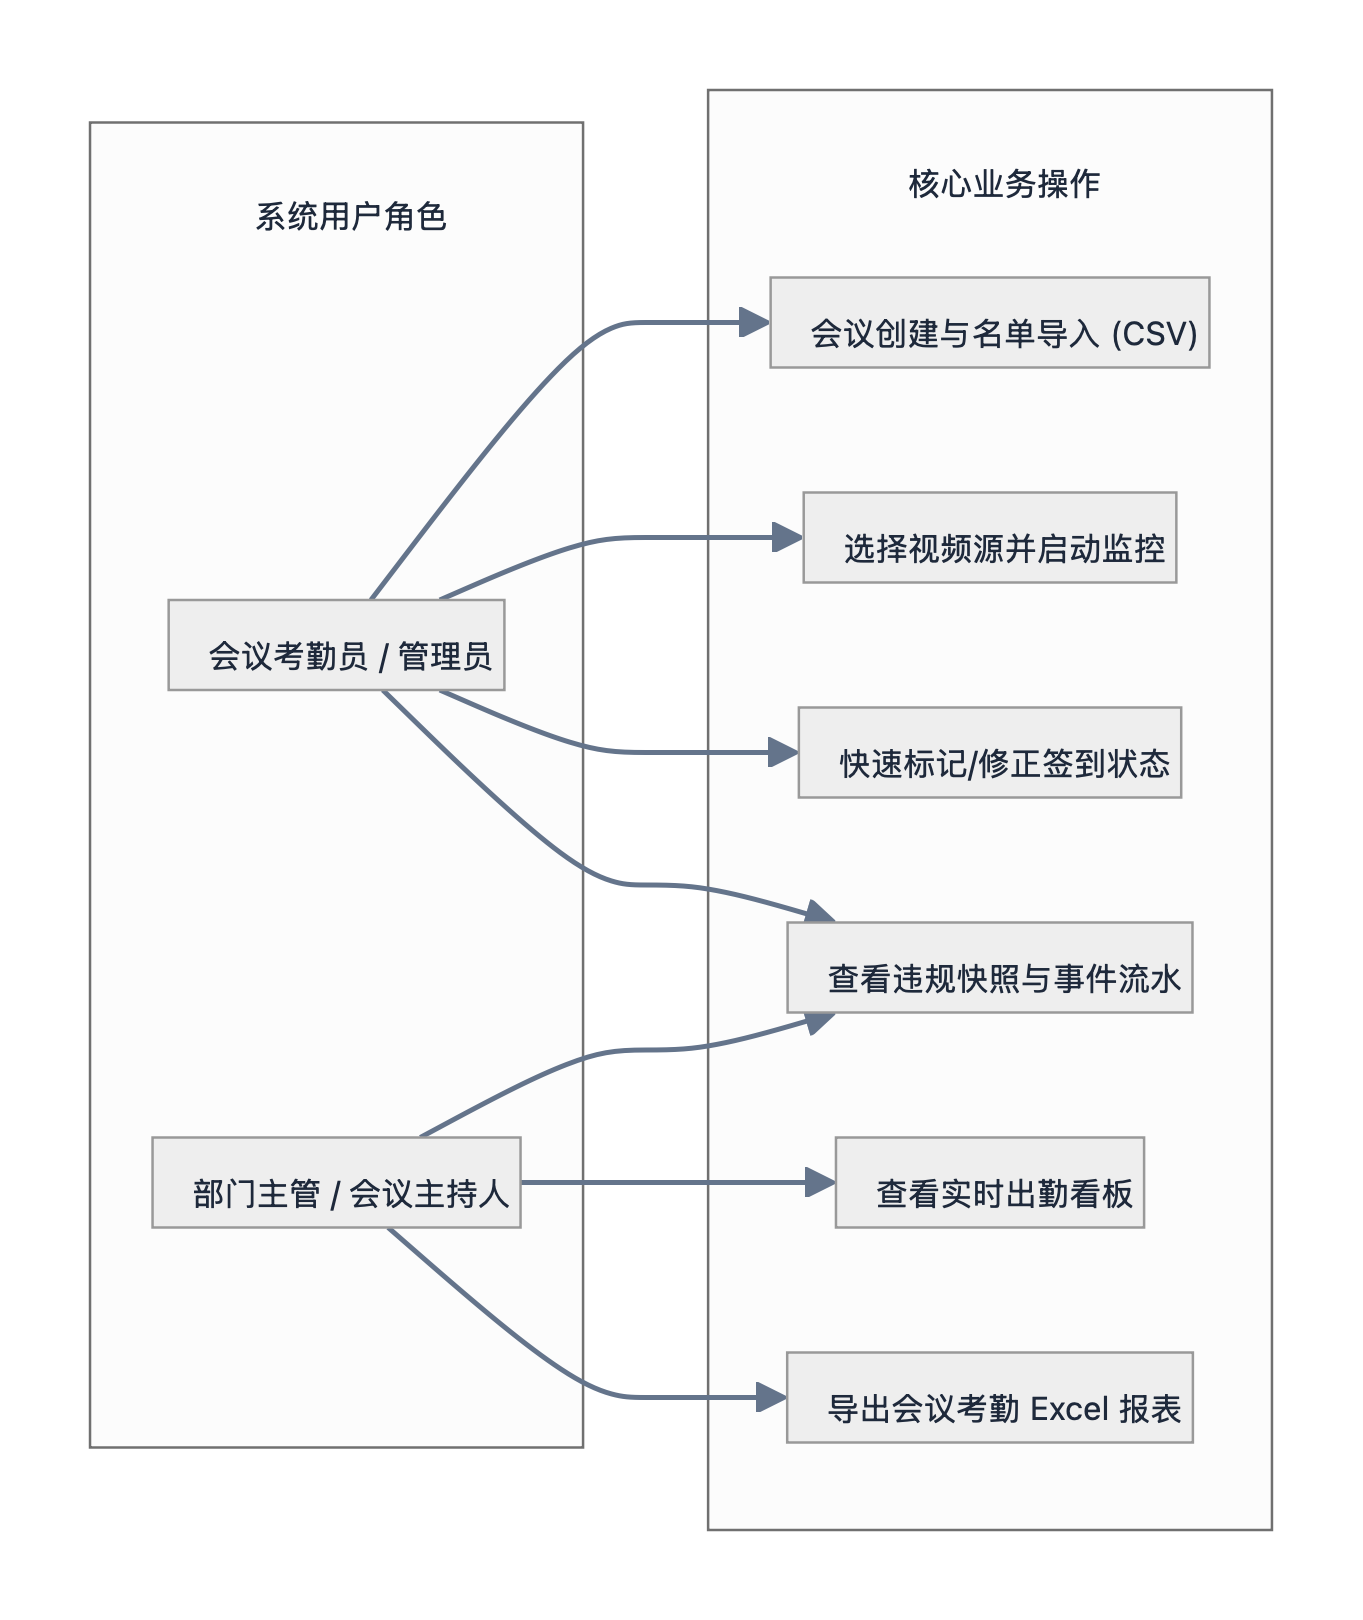 系统用户角色
会议考勤员 / 管理员
部门主管 / 会议主持人
核心业务操作
会议创建与名单导入 (CSV)
选择视频源并启动监控
快速标记/修正签到状态
查看违规快照与事件流水
查看实时出勤看板
导出会议考勤 Excel 报表